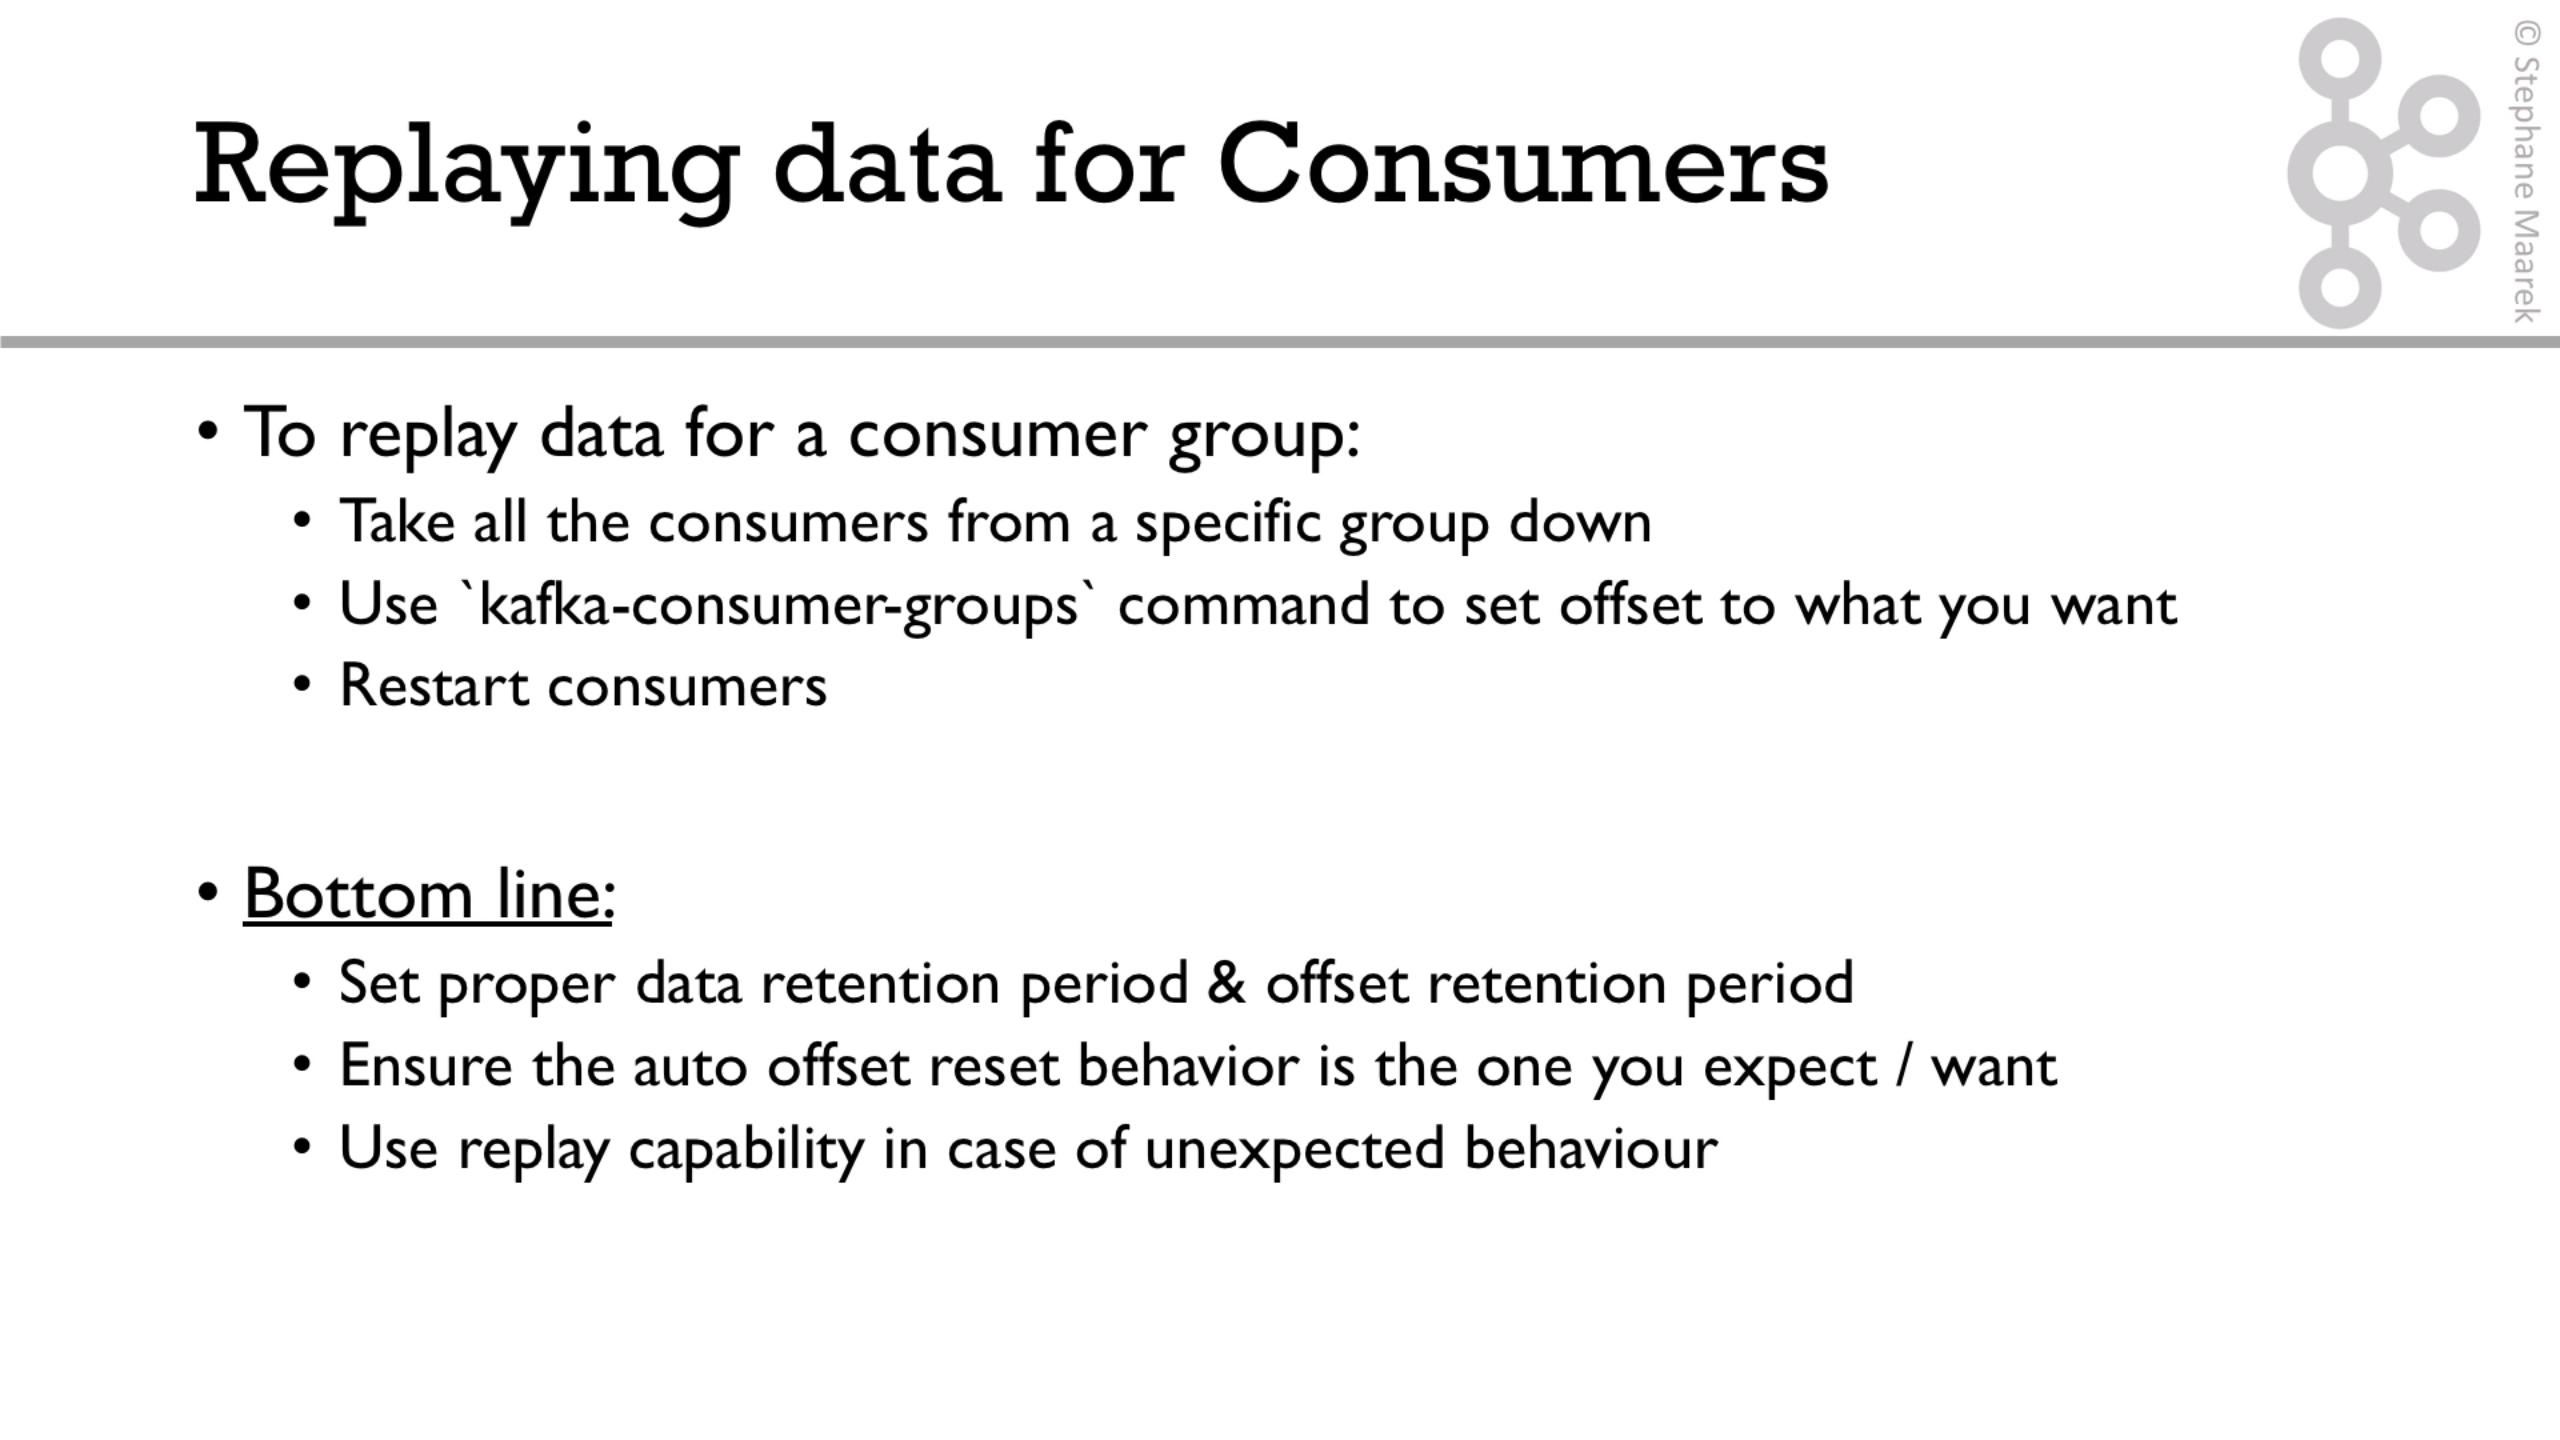 Replaying data for Consumers
© Stephane Maarek
• To replay data for a consumer group:
• Take all the consumers from a specific group down
• Use `kafka-consumer-groups` command to set offset to what you want
• Restart consumers
• Bottom line:
• Set proper data retention period & offset retention period
• Ensure the auto offset reset behavior is the one you expect / want
• Use replay capability in case of unexpected behaviour